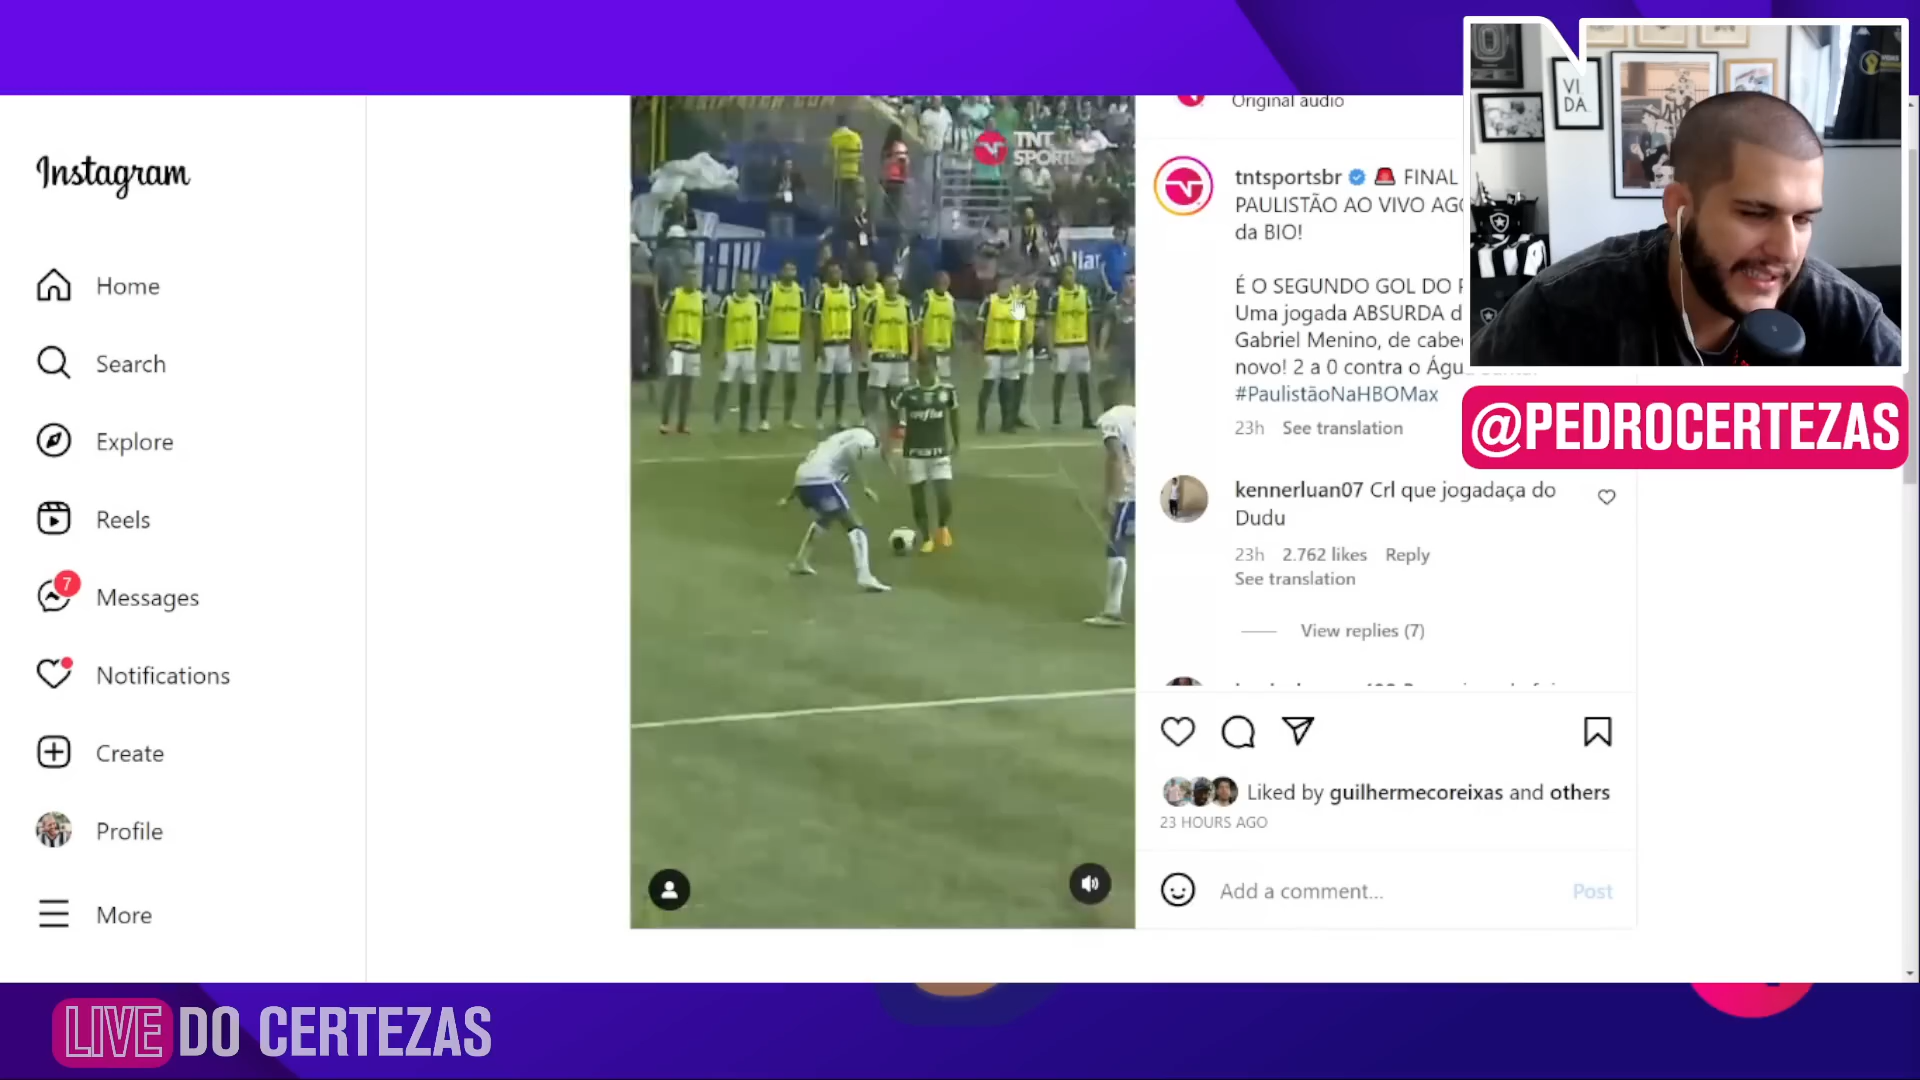 Instagram
Home
Search
Explore
Reels
7
Messages
Notifications
Create
Profile
More
TNT
SPORTS
Original audio
tntsportsbr 🚨 FINAL
PAULISTÃO AO VIVO
da BIO!
É O SEGUNDO GOL DO
Uma jogada ABSURDA
Gabriel Menino, de
novo! 2 a 0 contra o
#PaulistãoNaHBOMax
23h See translation
kennerluan07 Crl que jogadaça do
Dudu
23h 2.762 likes Reply
See translation
View replies (7)
Liked by guilhermecoreixas and others
23 HOURS AGO
Add a comment...
Post
VI
DA
@PEDROCERTEZAS
LIVE DO CERTEZAS